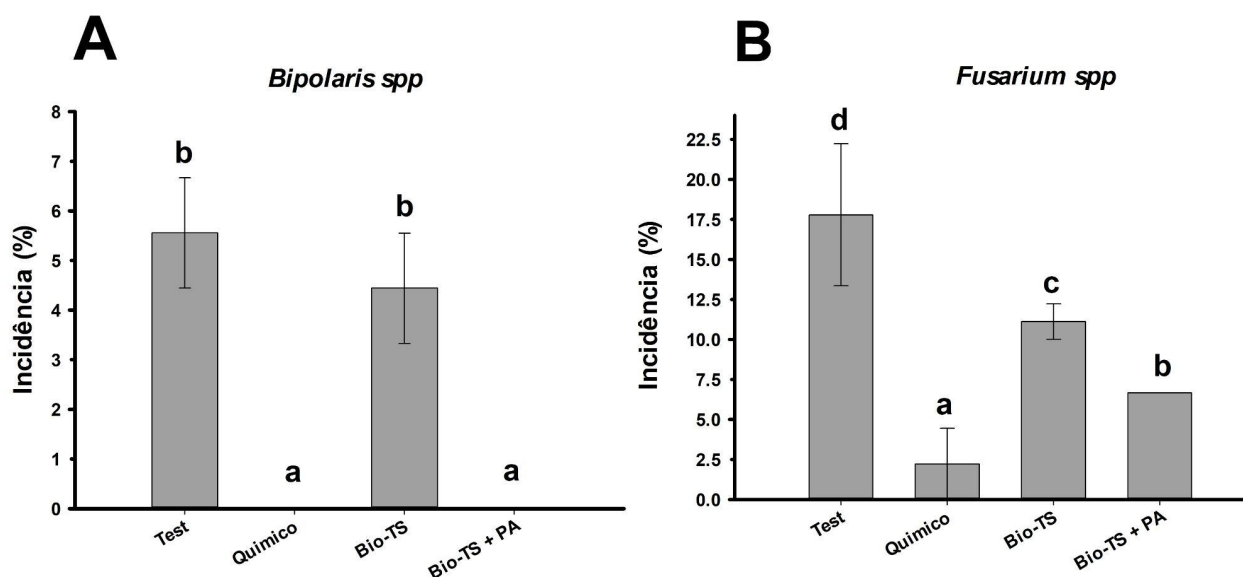 A
Bipolaris spp
Incidência (%)
8
7
6
5
4
3
2
1
0
b
a
b
a
Test
Quimico
Bio-TS
Bio-TS + PA
B
Fusarium spp
Incidência (%)
22.5
20.0
17.5
15.0
12.5
10.0
7.5
5.0
2.5
0.0
d
a
c
b
Test
Quimico
Bio-TS
Bio-TS + PA